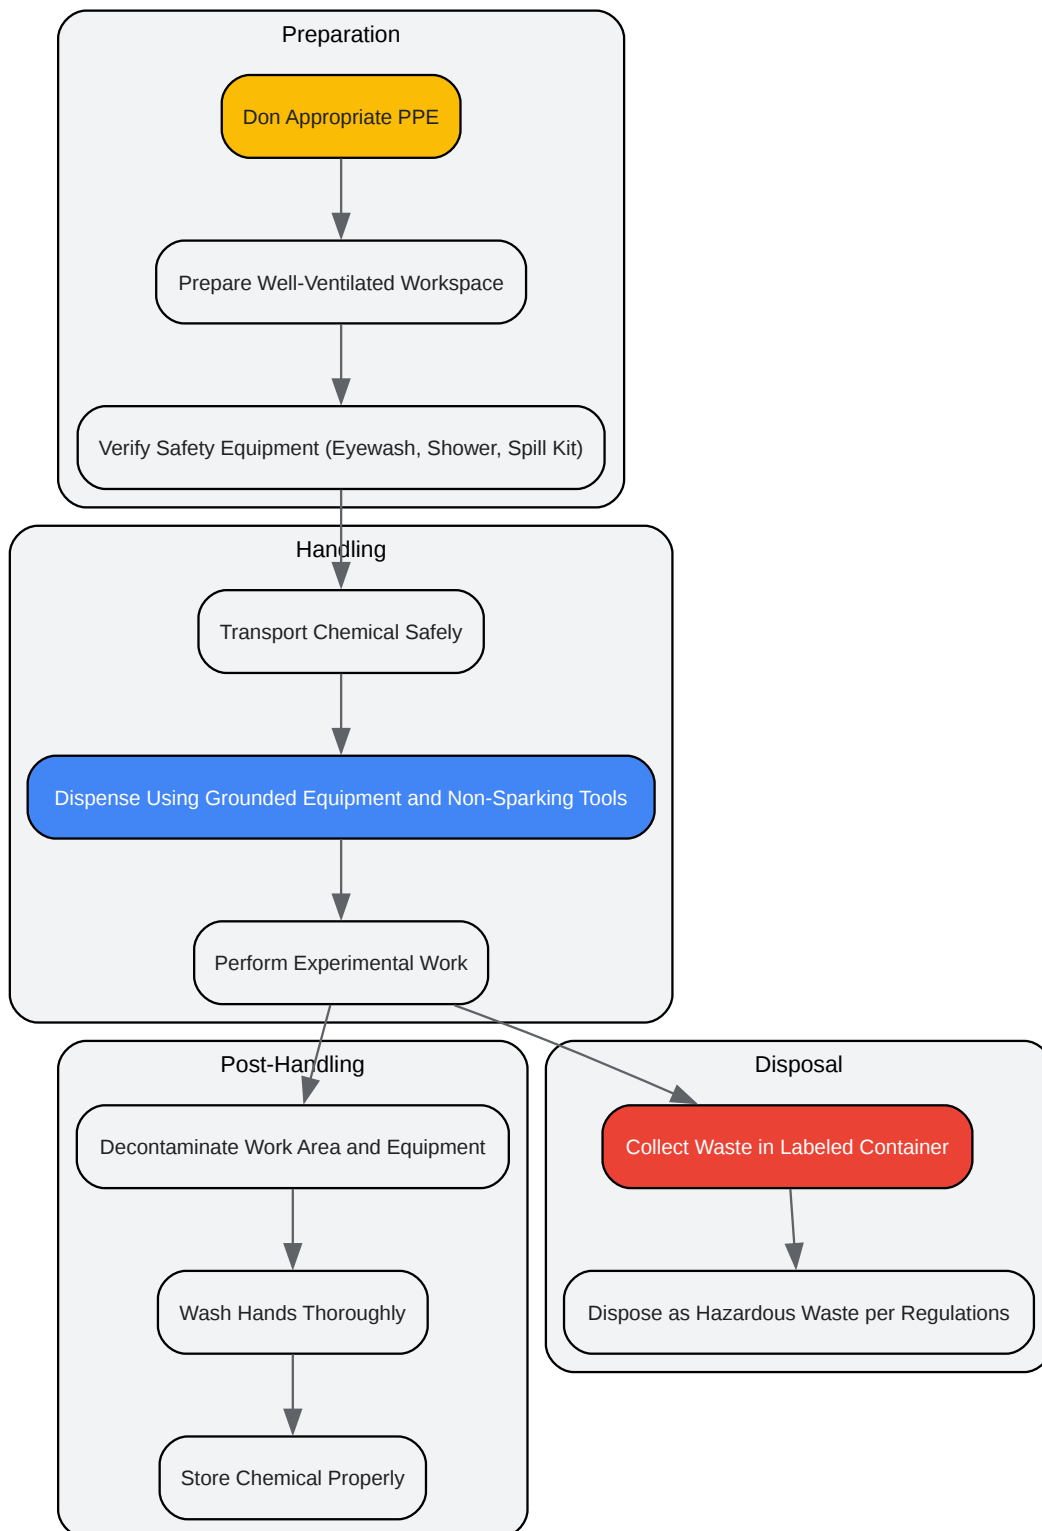 Preparation
Don Appropriate PPE
Prepare Well-Ventilated Workspace
Verify Safety Equipment (Eyewash, Shower, Spill Kit)
Handling
Transport Chemical Safely
Dispense Using Grounded Equipment and Non-Sparking Tools
Perform Experimental Work
Post-Handling
Decontaminate Work Area and Equipment
Wash Hands Thoroughly
Store Chemical Properly
Disposal
Collect Waste in Labeled Container
Dispose as Hazardous Waste per Regulations